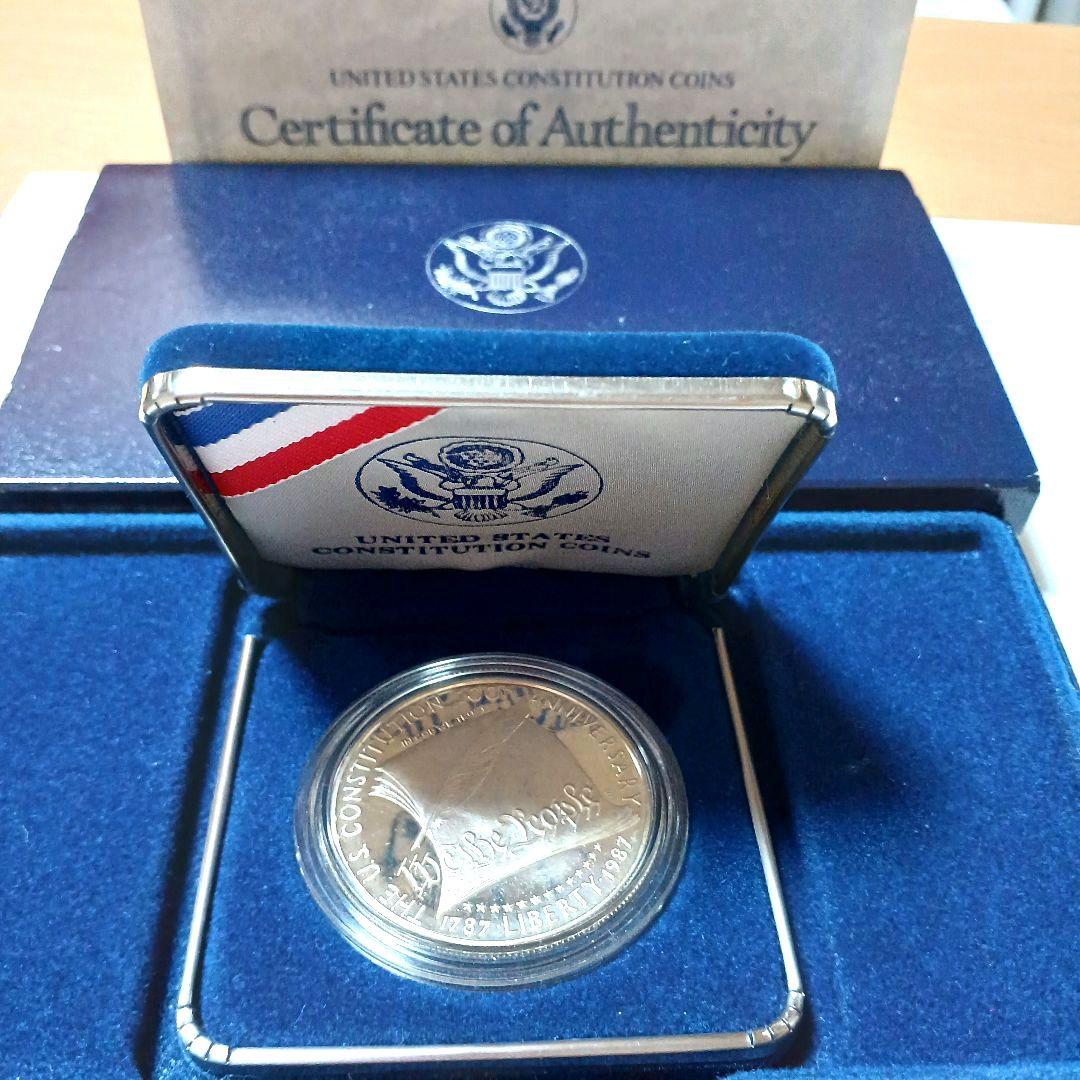 UNITED STATES CONSTITUTION COINS
Certificate of Authenticity
UNITED STATES
CONSTITUTION COINS
THE U.S. CONSTITUTION
We the People
1787 LIBERTY 1987